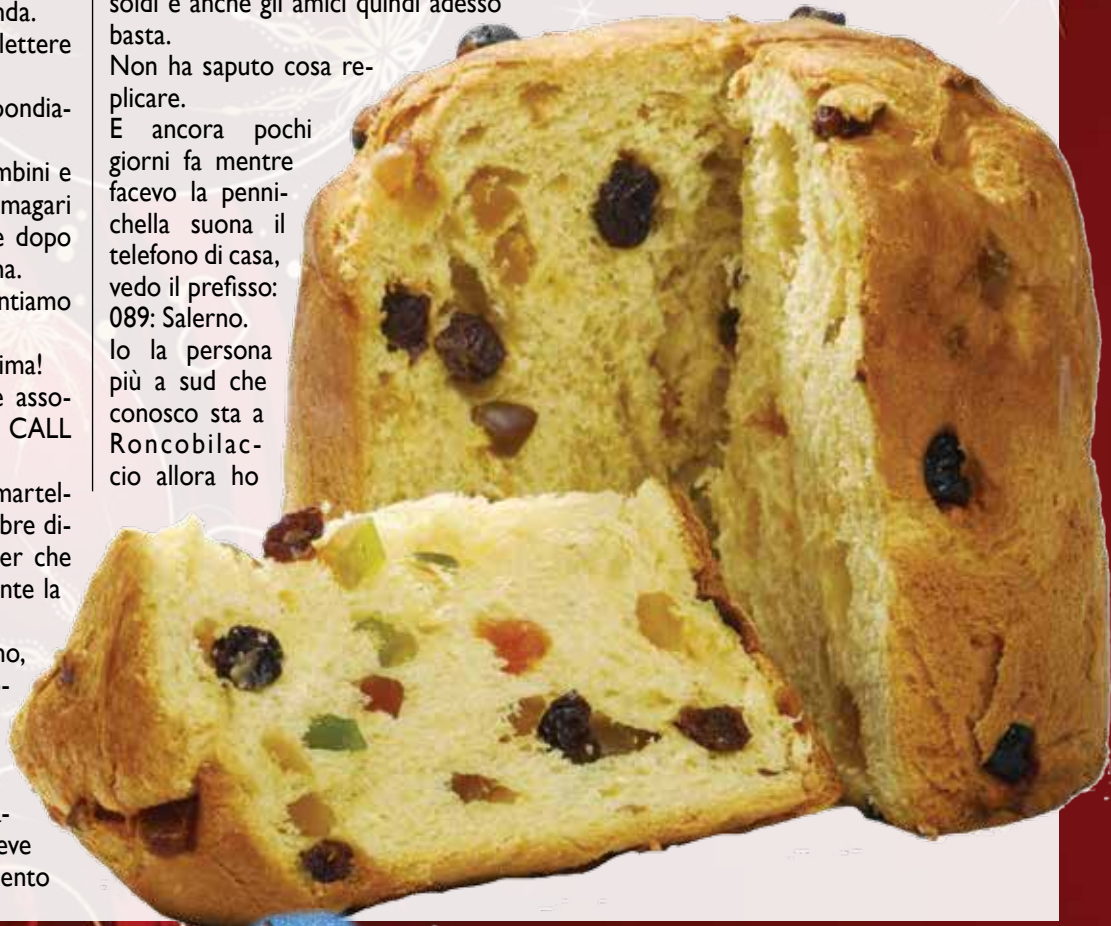 nda.
lettere
pondia-
mbini e
magari
e dopo
na.
ntiamo
ima!
e asso-
CALL
martel-
bre di-
er che
nte la
no,
-
-
eve
ento
soldi e anche gli amici quindi adesso
basta.
Non ha saputo cosa re-
plicare.
E ancora pochi
giorni fa mentre
facevo la penni-
chella suona il
telefono di casa,
vedo il prefisso:
089: Salerno.
Io la persona
più a sud che
conosco sta a
Roncobilac-
cio allora ho